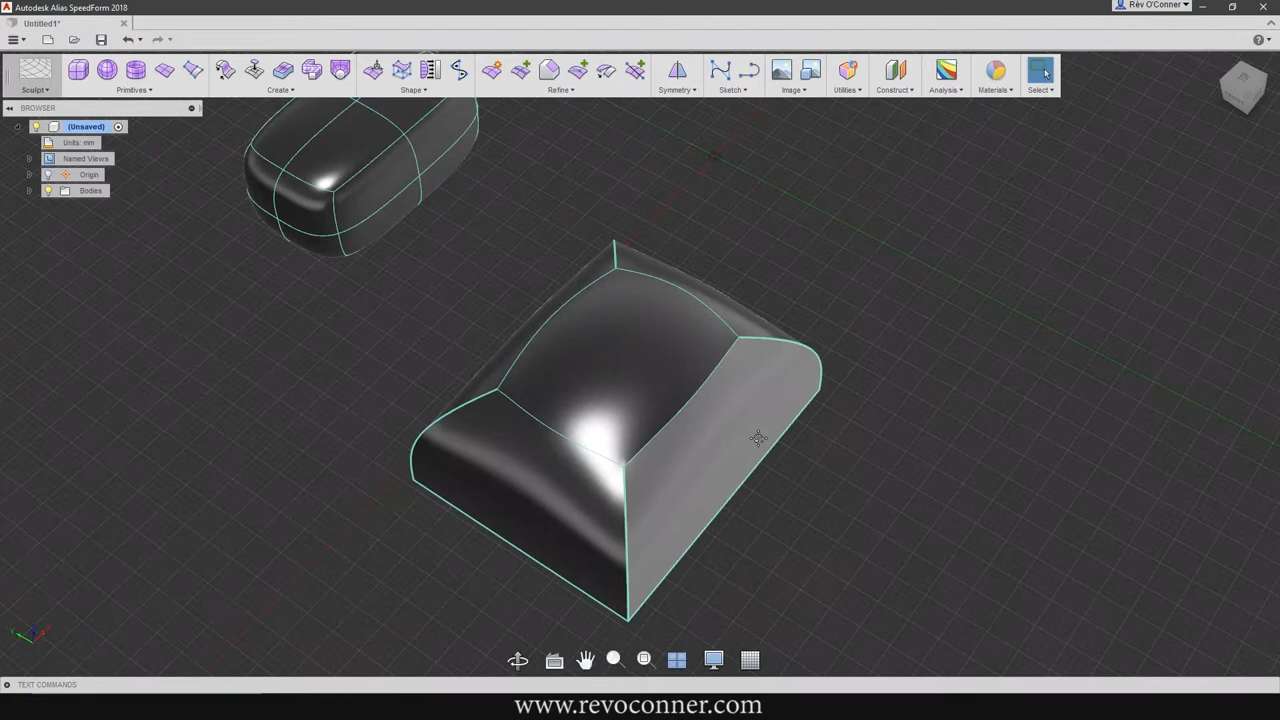 Autodesk Alias SpeedForm 2018
Rèv O'Conner
Untitled1*
Sculpt
Primitives
Create
Shape
Refine
Symmetry
Sketch
Image
Utilities
Construct
Analysis
Materials
Select
BROWSER
(Unsaved)
Units: mm
Named Views
Origin
Bodies
TEXT COMMANDS
www.revoconner.com